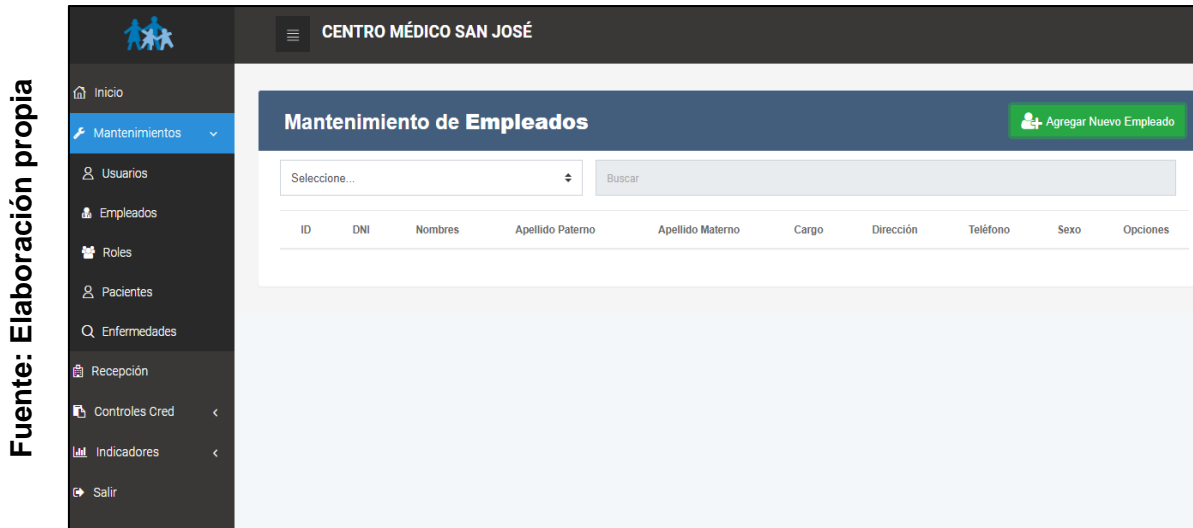 Fuente: Elaboración propia
CENTRO MÉDICO SAN JOSÉ
Inicio
Mantenimientos
Usuarios
Empleados
Roles
Pacientes
Enfermedades
Recepción
Controles Cred
Indicadores
Salir
Mantenimiento de Empleados
Agregar Nuevo Empleado
Seleccione...
Buscar
ID DNI Nombres Apellido Paterno Apellido Materno Cargo Dirección Teléfono Sexo Opciones